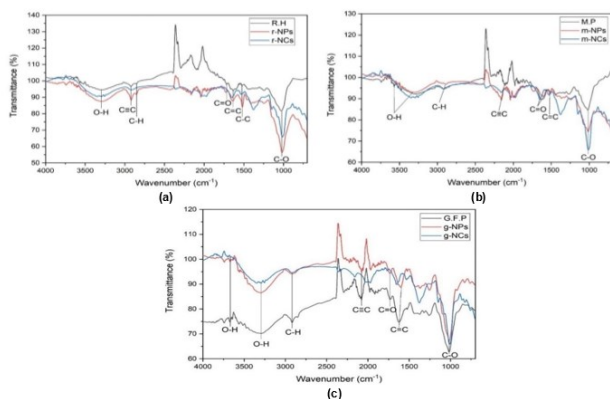 R.H
r-NPs
r-NCs
Transmittance (%)
140
130
120
110
100
90
80
70
60
50
O-H
C≡C
C-H
C=O
C=C
C-C
C-O
4000 3500 3000 2500 2000 1500 1000
Wavenumber (cm⁻¹)
(a)
M.P
m-NPs
m-NCs
Transmittance (%)
130
120
110
100
90
80
70
60
O-H
C-H
C≡C
C=O
C=C
C-O
4000 3500 3000 2500 2000 1500 1000
Wavenumber (cm⁻¹)
(b)
G.F.P
g-NPs
g-NCs
Transmittance (%)
120
110
100
90
80
70
60
O-H
O-H
C-H
C≡C
C=O
C=C
C-O
4000 3500 3000 2500 2000 1500 1000
Wavenumber (cm⁻¹)
(c)